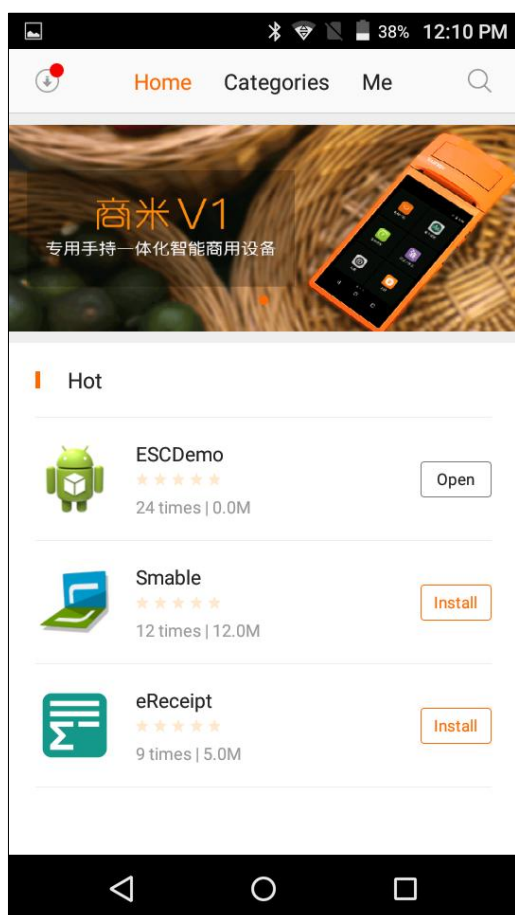 38% 12:10 PM
Home Categories Me
商米V1
专用手持一体化智能商用设备
Hot
ESCDemo
24 times | 0.0M
Open
Smable
12 times | 12.0M
Install
eReceipt
9 times | 5.0M
Install